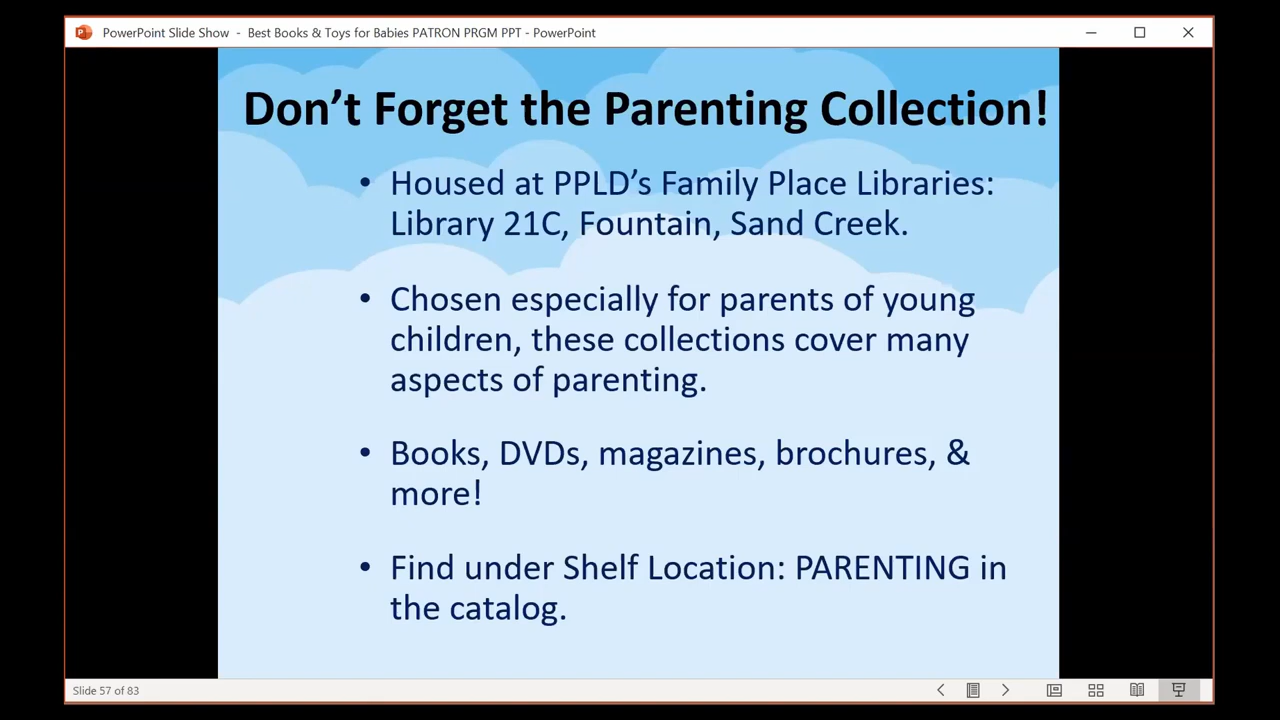 PowerPoint Slide Show - Best Books & Toys for Babies PATRON PRGM PPT - PowerPoint
Don't Forget the Parenting Collection!
• Housed at PPLD's Family Place Libraries:
Library 21C, Fountain, Sand Creek.
• Chosen especially for parents of young
children, these collections cover many
aspects of parenting.
• Books, DVDs, magazines, brochures, &
more!
• Find under Shelf Location: PARENTING in
the catalog.
Slide 57 of 83